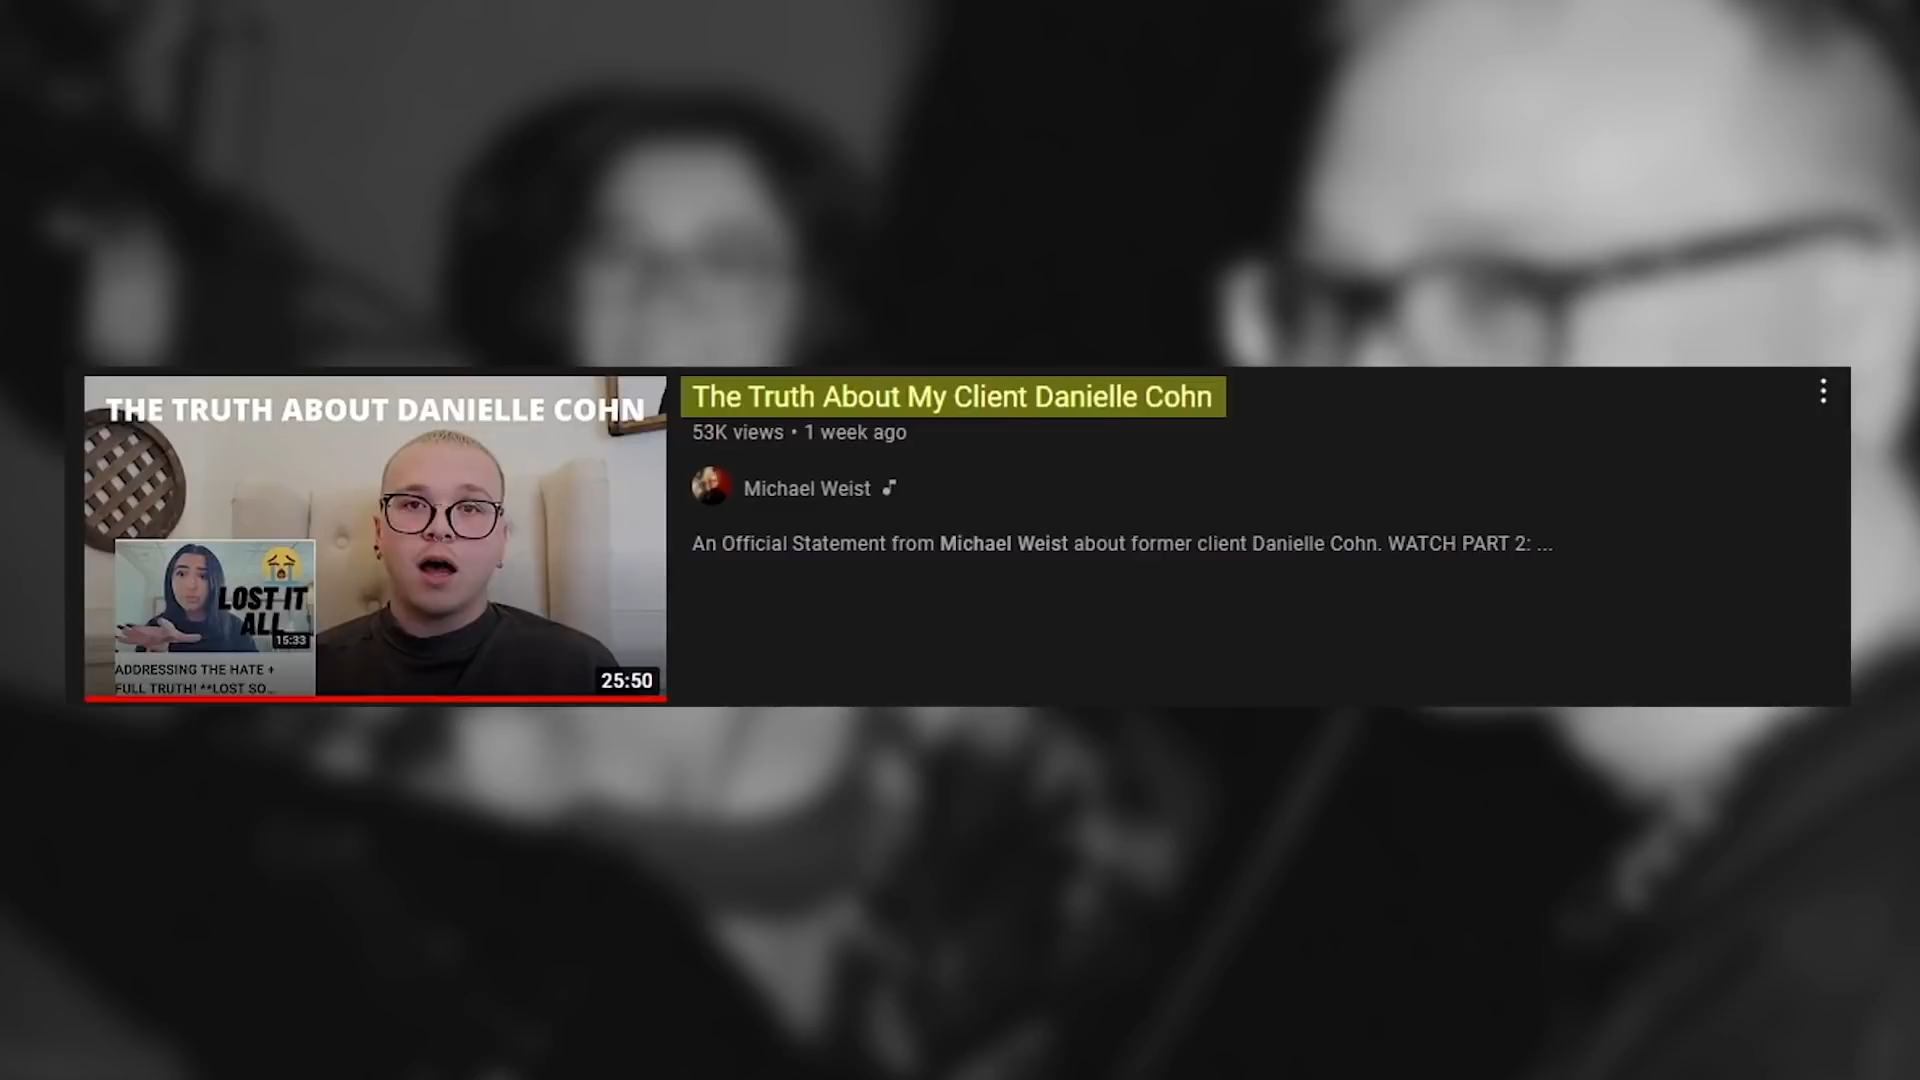 THE TRUTH ABOUT DANIELLE COHN
LOST IT
ALL
15:33
ADDRESSING THE HATE +
FULL TRUTH! **LOST SO...
25:50
The Truth About My Client Danielle Cohn
53K views • 1 week ago
Michael Weist
An Official Statement from Michael Weist about former client Danielle Cohn. WATCH PART 2: ...